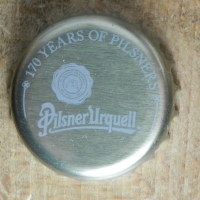 170 YEARS OF PILSNERS
Pilsner Urquell